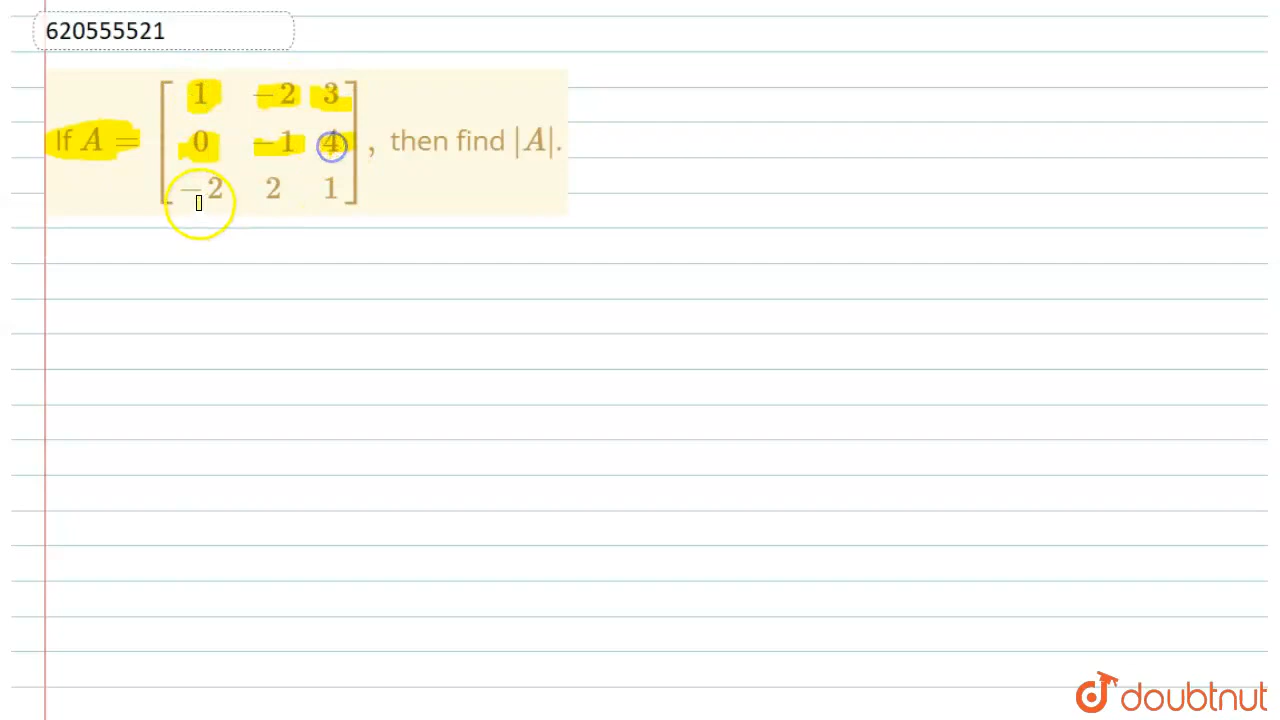 620555521
If A = [ 1 −2 3
0 −1 4
−2 2 1 ] , then find |A|.
doubtnut